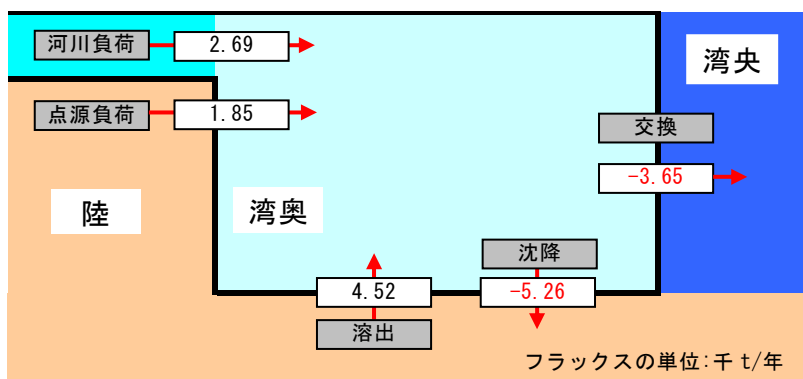 河川負荷
2.69
湾央
点源負荷
1.85
交換
-3.65
陸
湾奥
沈降
4.52
-5.26
溶出
フラックスの単位:千 t/年